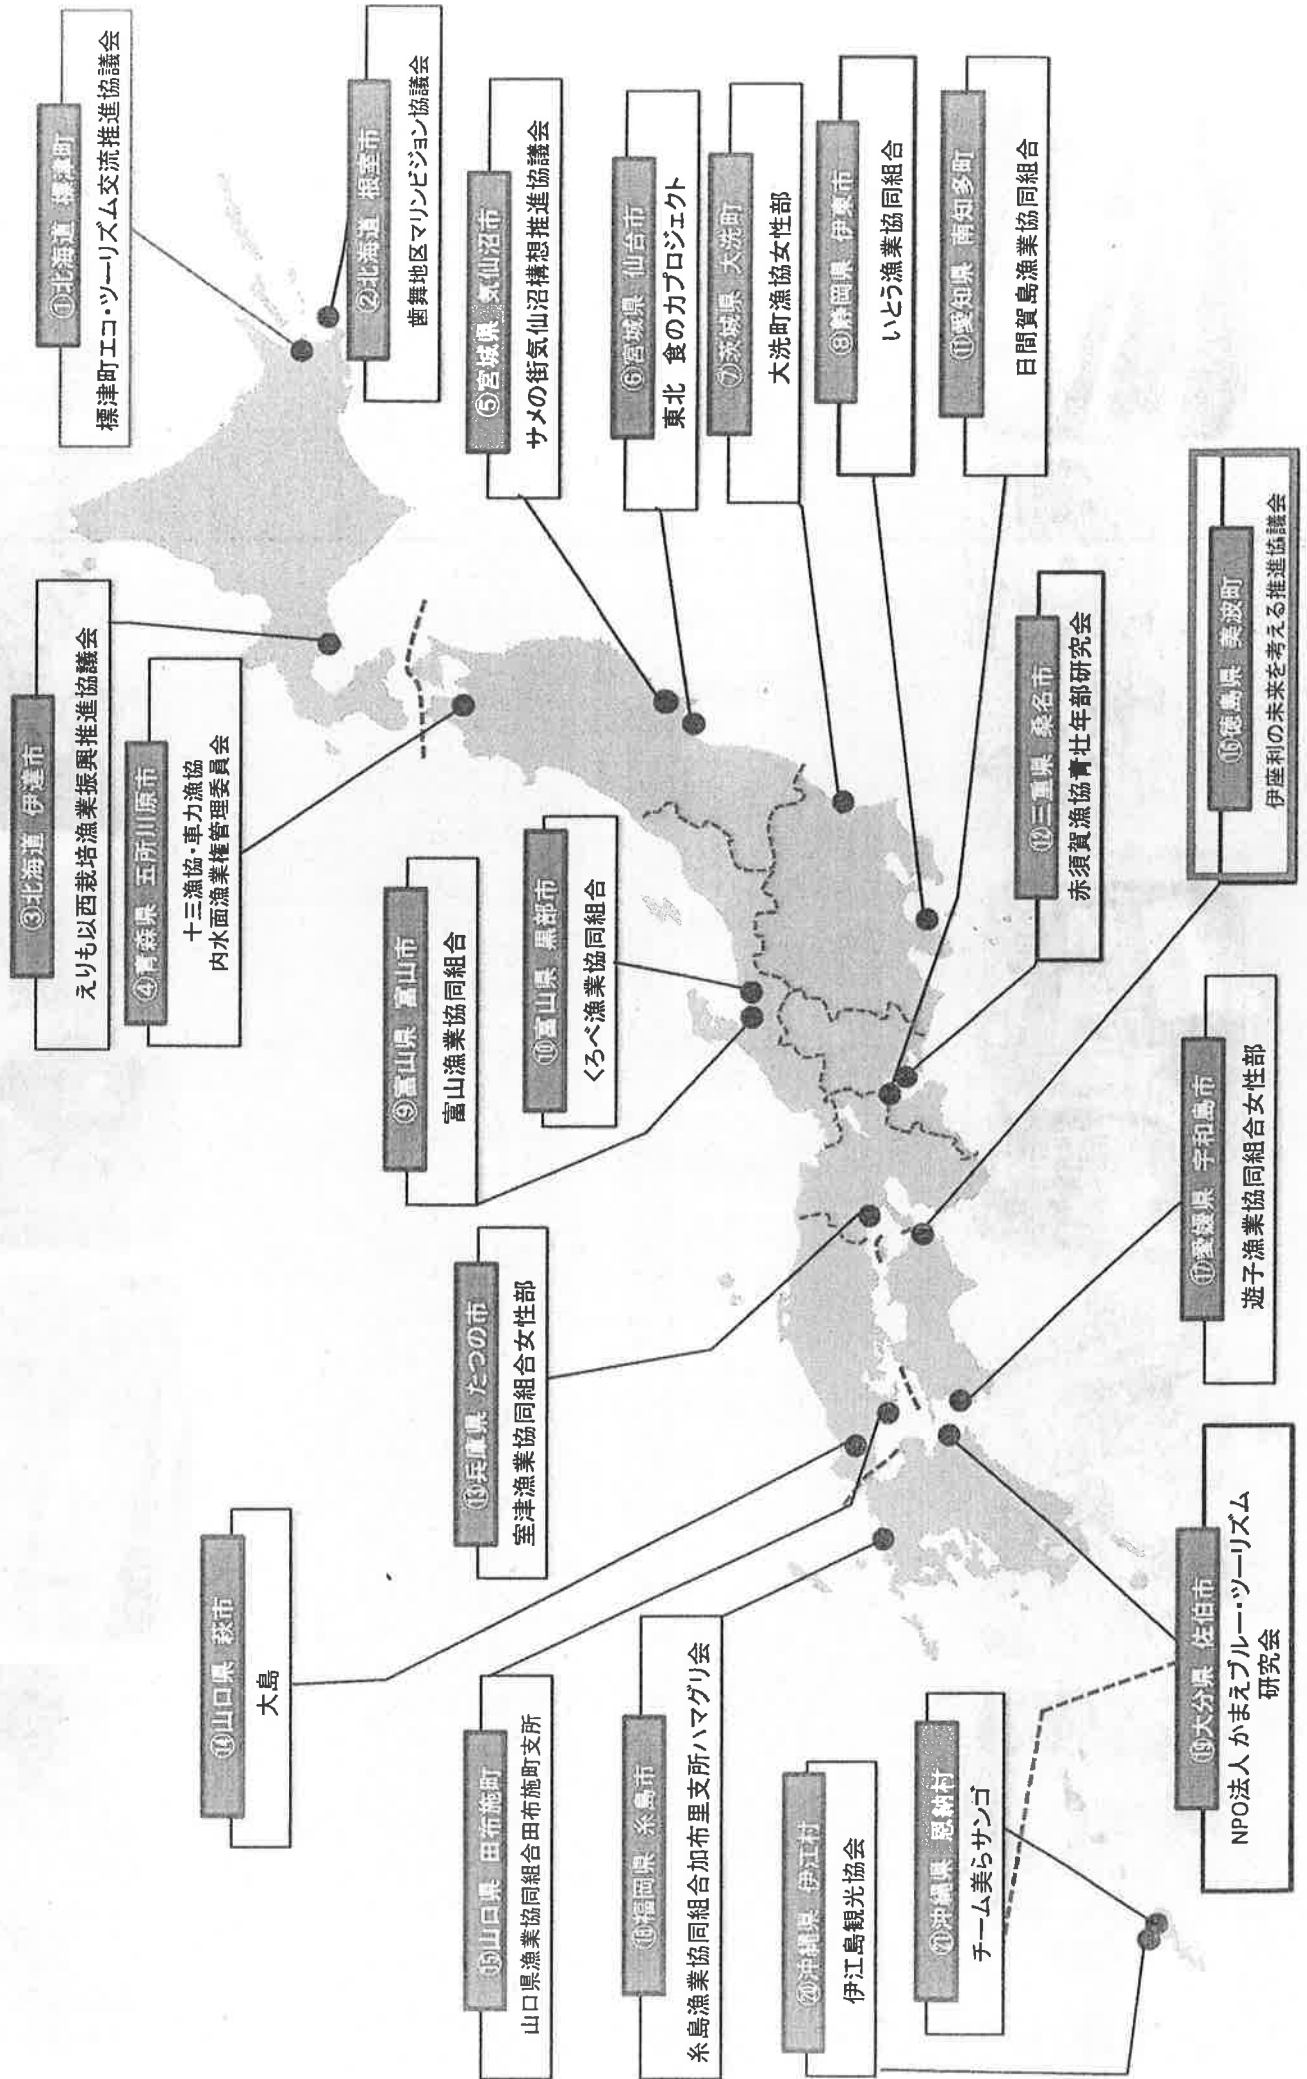 ①北海道 標津町
標津町エコ・ツーリズム交流推進協議会
②北海道 根室市
歯舞地区マリンビジョン協議会
③北海道 伊達市
えりも以西栽培漁業振興推進協議会
④青森県 五所川原市
十三漁協・車力漁協
内水面漁業権管理委員会
⑤宮城県 気仙沼市
サメの街気仙沼構想推進協議会
⑥宮城県 仙台市
東北 食の力プロジェクト
⑦茨城県 大洗町
大洗町漁協女性部
⑧静岡県 伊東市
いとう漁業協同組合
⑨富山県 富山市
富山漁業協同組合
⑩富山県 黒部市
くろべ漁業協同組合
⑪愛知県 南知多町
日間賀島漁業協同組合
⑫三重県 桑名市
赤須賀漁協青壮年部研究会
⑬兵庫県 たつの市
室津漁業協同組合女性部
⑭山口県 萩市
大島
⑮山口県 田布施町
山口県漁業協同組合田布施町支所
⑯徳島県 美波町
伊座利の未来を考える推進協議会
⑰愛媛県 宇和島市
遊子漁業協同組合女性部
⑱福岡県 糸島市
糸島漁業協同組合加布里支所ハマグリ会
⑲大分県 佐伯市
NPO法人 かまえブルー・ツーリズム
研究会
⑳沖縄県 伊江村
伊江島観光協会
㉑沖縄県 恩納村
チーム美らサンゴ